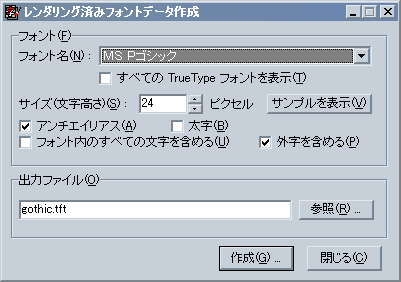 レンダリング済みフォントデータ作成
フォント(F)
フォント名(N): MS Pゴシック
すべての TrueType フォントを表示(T)
サイズ(文字高さ)(S): 24 ピクセル サンプルを表示(V)
アンチエイリアス(A) 太字(B)
フォント内のすべての文字を含める(U) 外字を含める(P)
出力ファイル(O)
gothic.tft 参照(R) ...
作成(G) ... 閉じる(C)